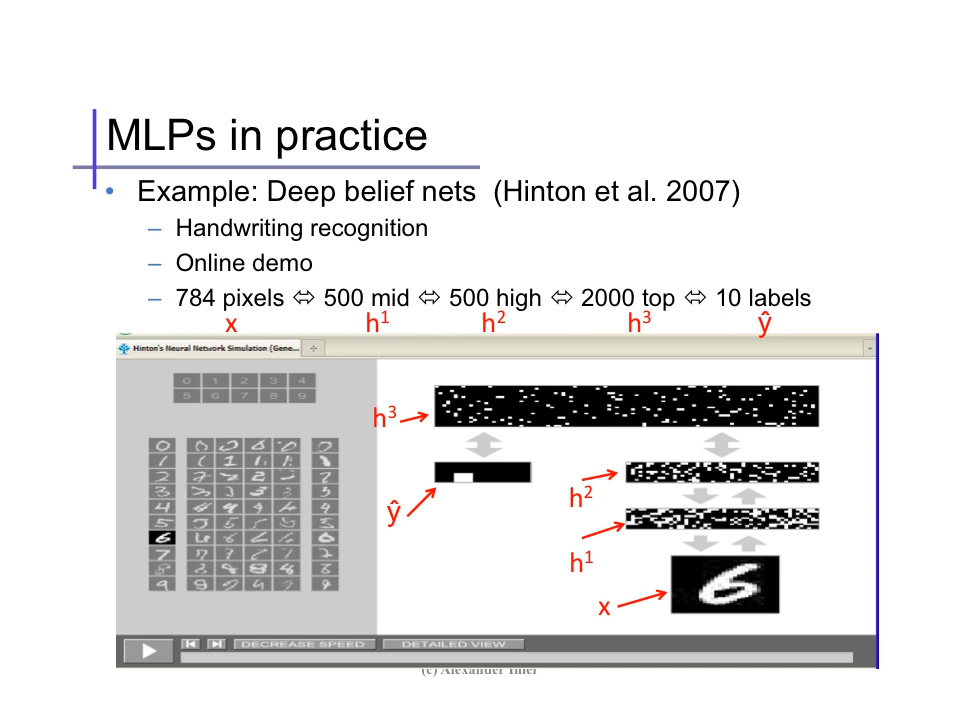 MLPs in practice
• Example: Deep belief nets (Hinton et al. 2007)
– Handwriting recognition
– Online demo
– 784 pixels ⇔ 500 mid ⇔ 500 high ⇔ 2000 top ⇔ 10 labels
x h¹ h² h³ ŷ
Hinton's Neural Network Simulation (Gene...
0 1 2 3 4
5 6 7 8 9
h³
h²
ŷ
h¹
x
DECREASE SPEED DETAILED VIEW
(c) Alexander Ihler